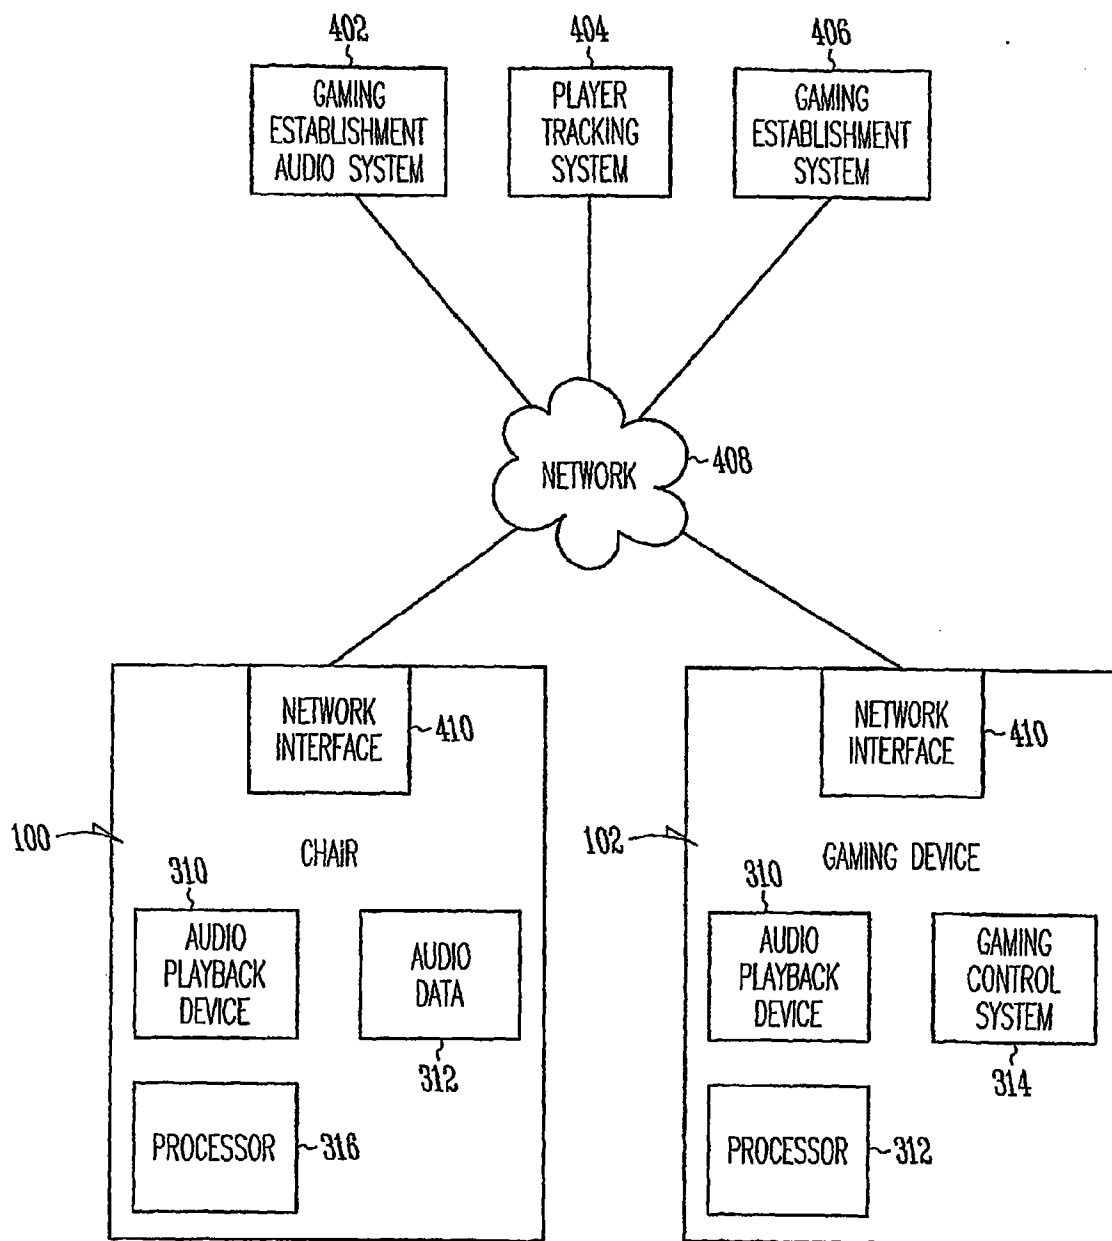 402
404
406
GAMING
ESTABLISHMENT
AUDIO SYSTEM
PLAYER
TRACKING
SYSTEM
GAMING
ESTABLISHMENT
SYSTEM
NETWORK
408
NETWORK
INTERFACE
410
NETWORK
INTERFACE
410
100
CHAIR
102
GAMING DEVICE
310
AUDIO
PLAYBACK
DEVICE
AUDIO
DATA
312
310
AUDIO
PLAYBACK
DEVICE
GAMING
CONTROL
SYSTEM
314
PROCESSOR
316
PROCESSOR
312